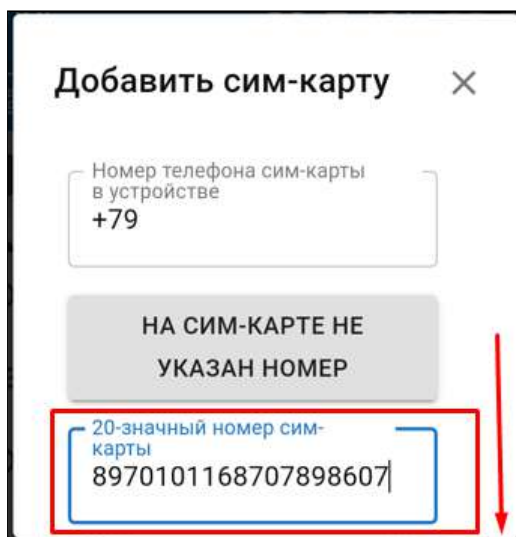 Добавить сим-карту
Номер телефона сим-карты
в устройстве
+79
НА СИМ-КАРТЕ НЕ
УКАЗАН НОМЕР
20-значный номер сим-
карты
8970101168707898607